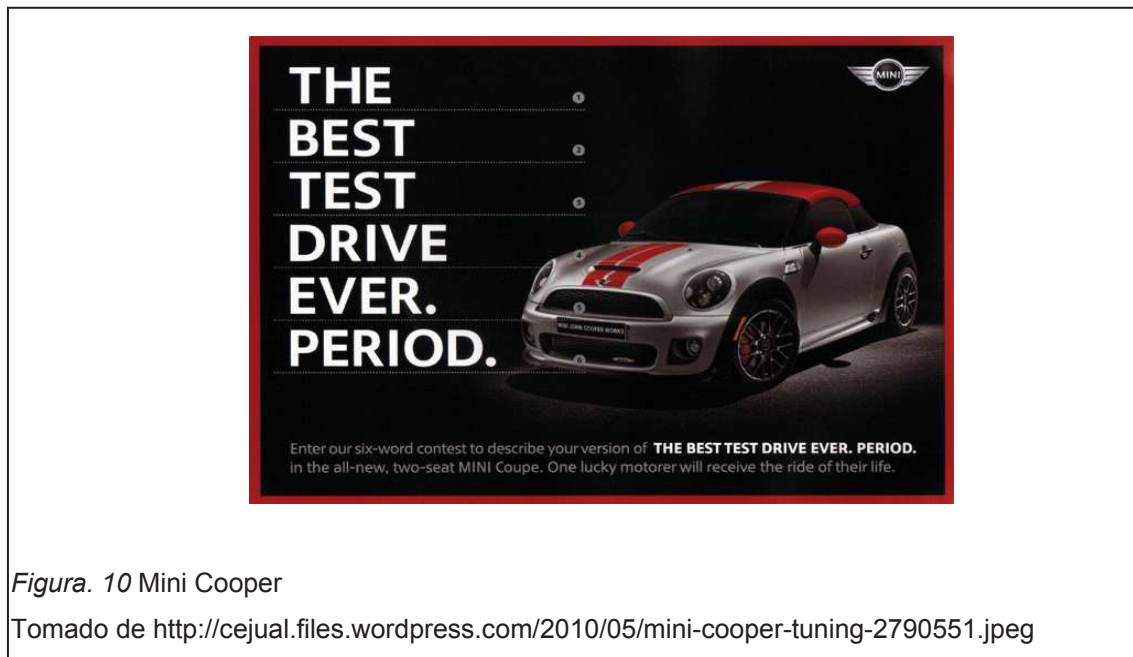 THE
1
BEST
2
TEST
3
DRIVE
4
EVER.
5
PERIOD.
6
MINI
MINI JOHN COOPER WORKS
Enter our six-word contest to describe your version of THE BEST TEST DRIVE EVER. PERIOD.
in the all-new, two-seat MINI Coupe. One lucky motorer will receive the ride of their life.
Figura. 10 Mini Cooper
Tomado de http://cejual.files.wordpress.com/2010/05/mini-cooper-tuning-2790551.jpeg